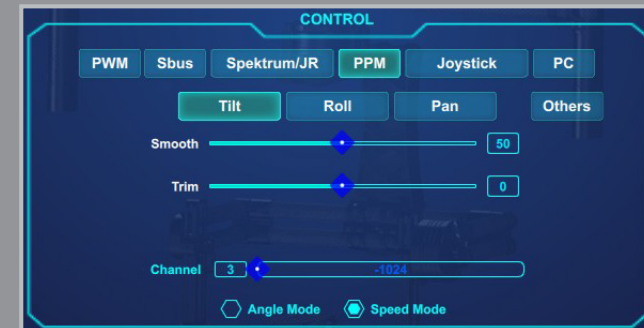 CONTROL
PWM Sbus Spektrum/JR PPM Joystick PC
Tilt Roll Pan Others
Smooth 50
Trim 0
Channel 3 -1024
Angle Mode Speed Mode